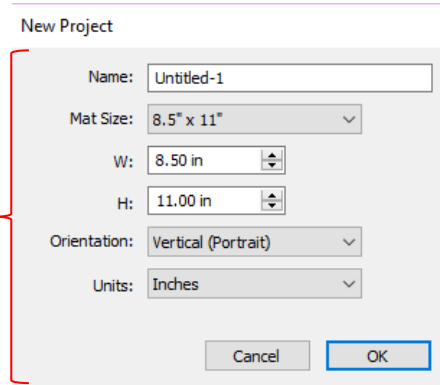 New Project
Name: Untitled-1
Mat Size: 8.5" x 11"
W: 8.50 in
H: 11.00 in
Orientation: Vertical (Portrait)
Units: Inches
Cancel OK